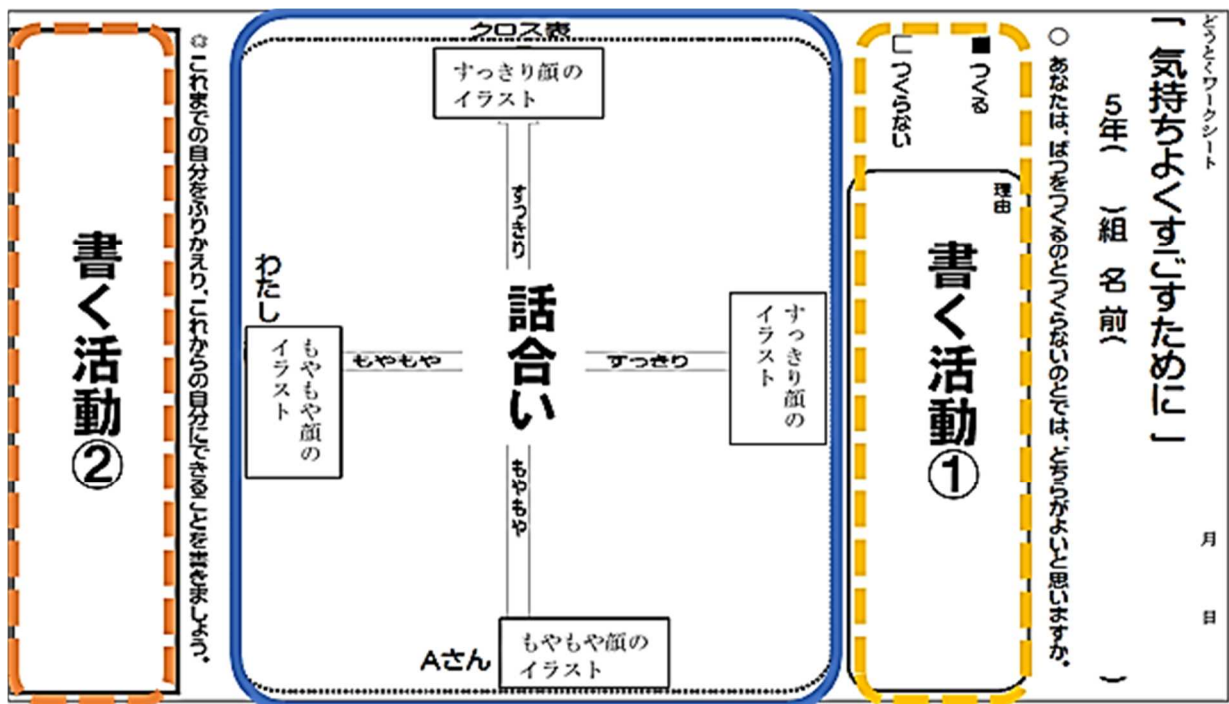 どうとくワークシート
月　　日
「 気持ちよくすごすために 」
５年（　　）組　名前（　　　　　）
○ あなたは、ばつをつくるのとつくらないのとでは、どちらがよいと思いますか。
■ つくる
□ つくらない
理由
書く活動①
クロス表
すっきり顔の
イラスト
すっきり
すっきり顔の
イラスト
すっきり
話合い
もやもや
わたし
もやもや顔の
イラスト
もやもや
Aさん
もやもや顔の
イラスト
◎ これまでの自分をふりかえり、これからの自分にできることを書きましょう。
書く活動②